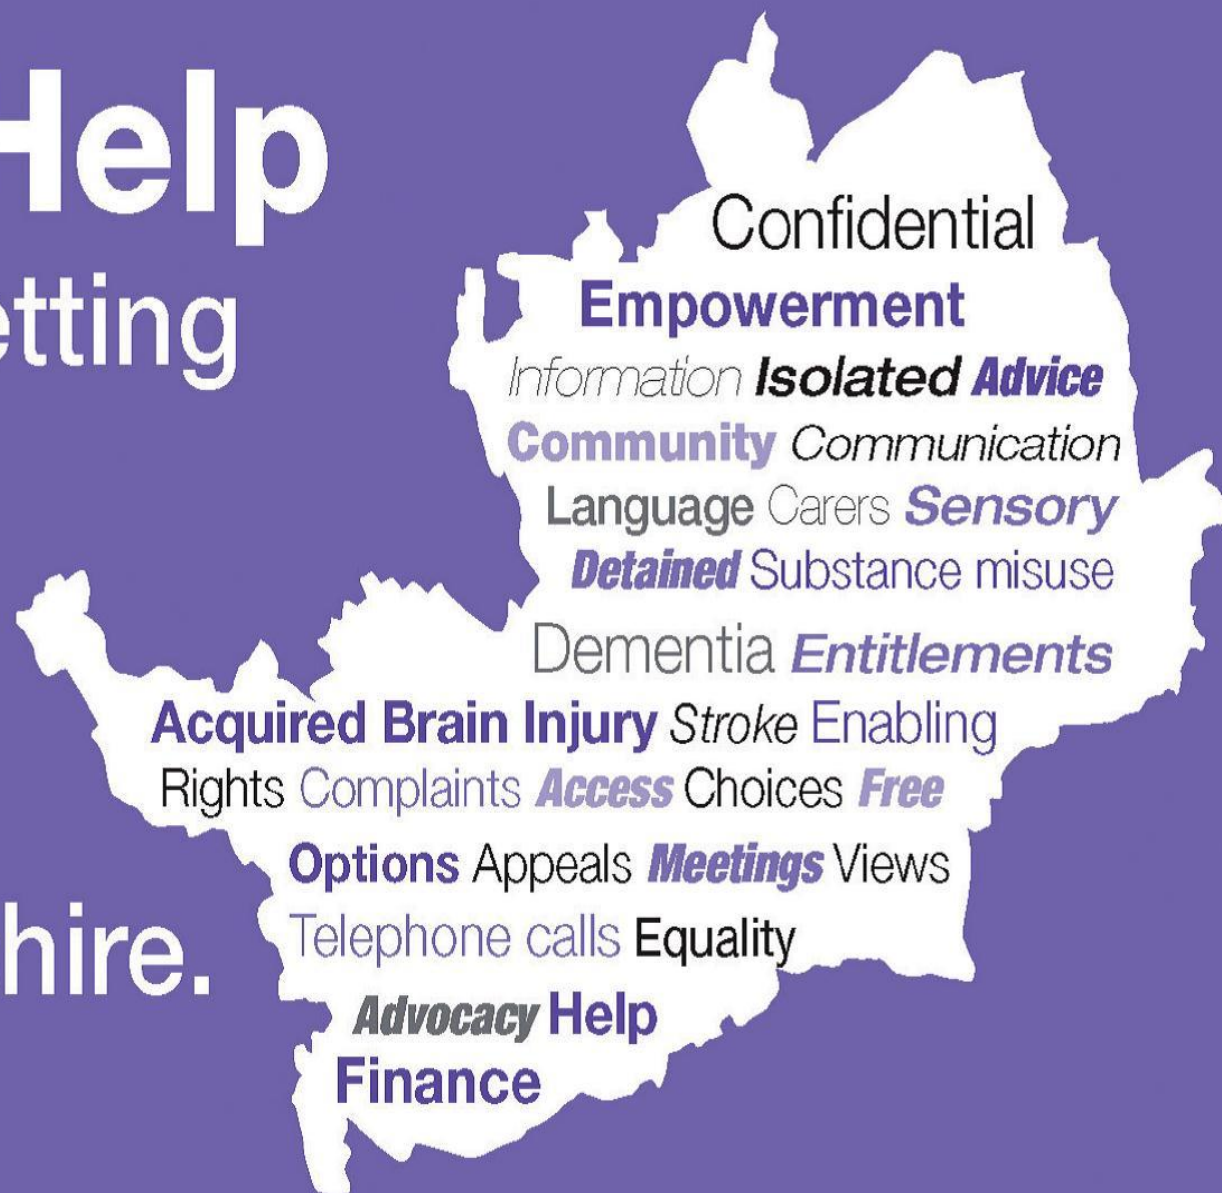 Help
etting
Confidential
Empowerment
Information Isolated Advice
Community Communication
Language Carers Sensory
Detained Substance misuse
Dementia Entitlements
Acquired Brain Injury Stroke Enabling
Rights Complaints Access Choices Free
Options Appeals Meetings Views
Telephone calls Equality
Advocacy Help
Finance
hire.